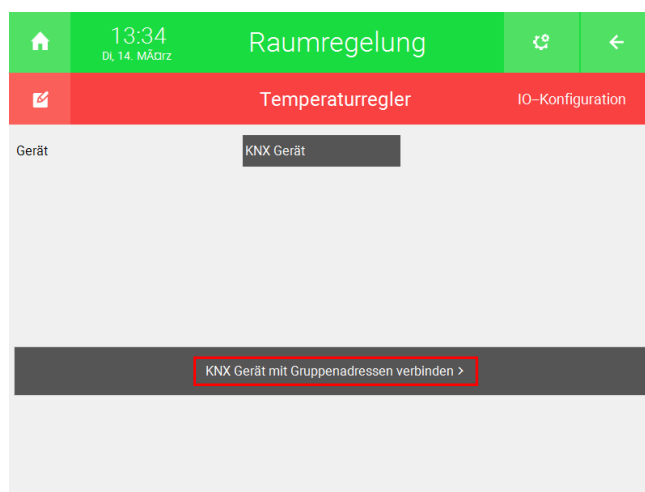 13:34
Di, 14. MÃ¤rz
Raumregelung
Temperaturregler
IO-Konfiguration
Gerät
KNX Gerät
KNX Gerät mit Gruppenadressen verbinden >